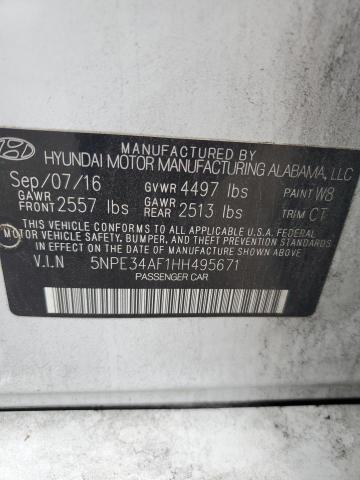 MANUFACTURED BY
HYUNDAI MOTOR MANUFACTURING ALABAMA, LLC
Sep/07/16 GVWR 4497 lbs PAINT W8
GAWR FRONT 2557 lbs GAWR REAR 2513 lbs TRIM CT
THIS VEHICLE CONFORMS TO ALL APPLICABLE U.S.A. FEDERAL
MOTOR VEHICLE SAFETY, BUMPER, AND THEFT PREVENTION
STANDARDS IN EFFECT ON THE DATE OF MANUFACTURE SHOWN ABOVE.
V.I.N 5NPE34AF1HH495671
PASSENGER CAR